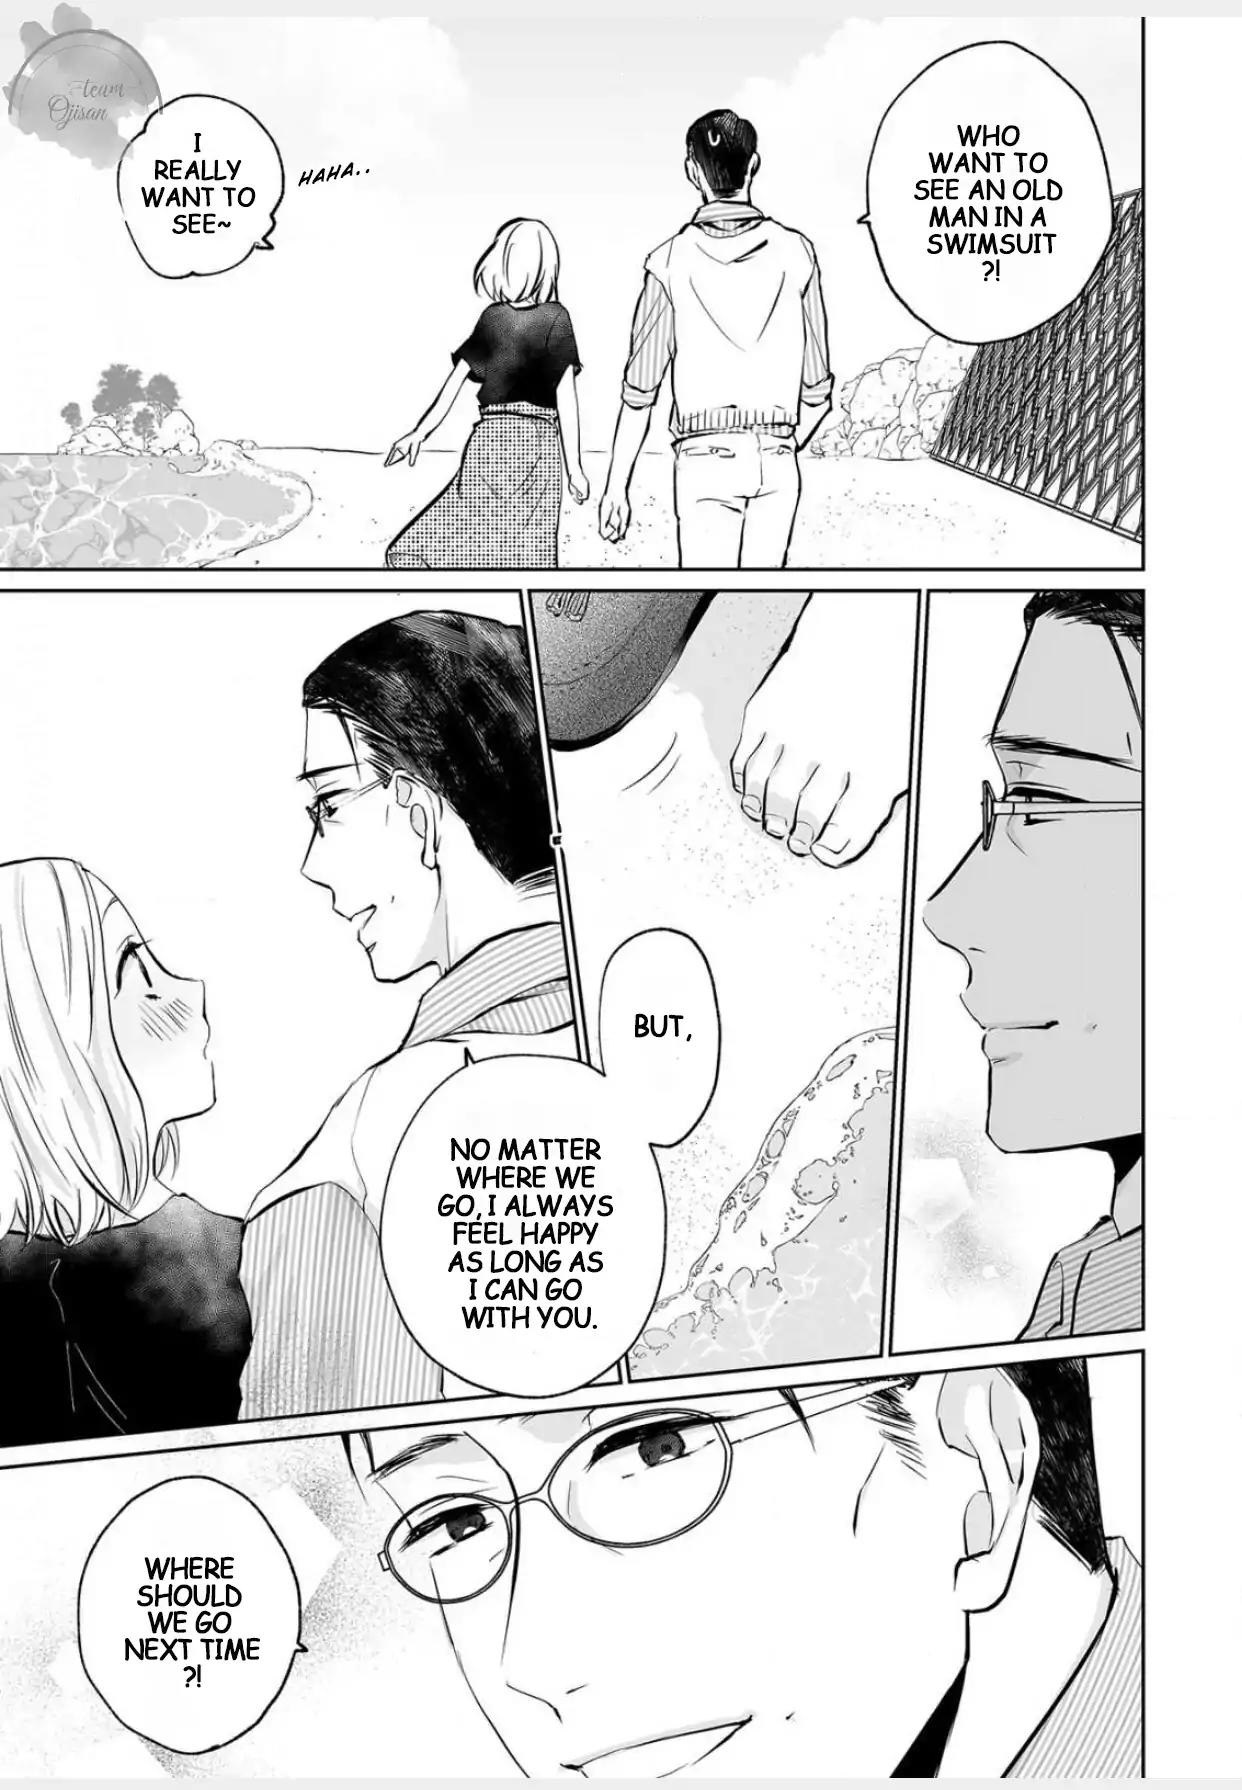 WHO
WANT TO
SEE AN OLD
MAN IN A
SWIMSUIT
?!
I
REALLY
WANT TO
SEE~
HAHA..
team
Ojisan
BUT,
NO MATTER
WHERE WE
GO, I ALWAYS
FEEL HAPPY
AS LONG AS
I CAN GO
WITH YOU.
WHERE
SHOULD
WE GO
NEXT TIME
?!